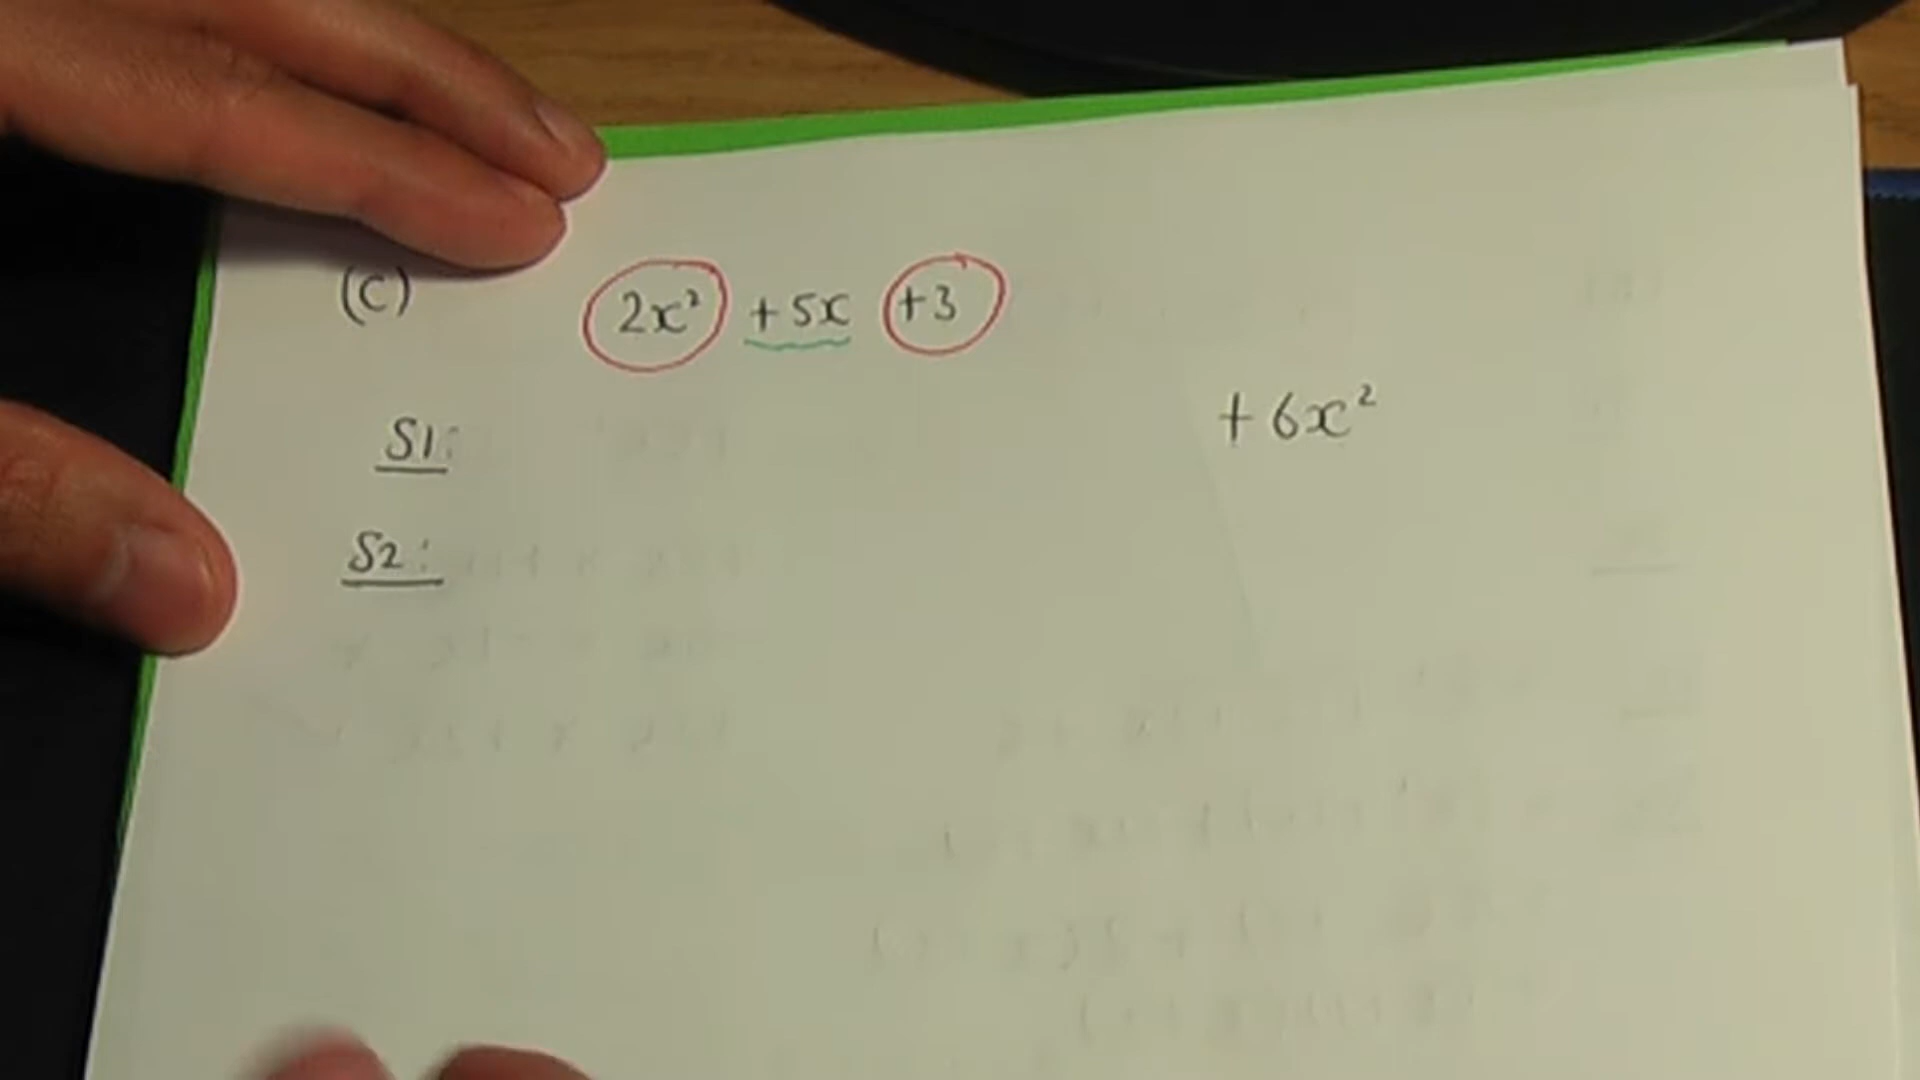 (C) 2x² +5x +3
S1: +6x²
S2: